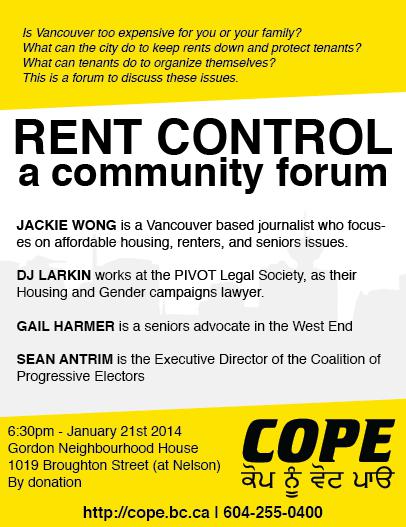 Is Vancouver too expensive for you or your family?
What can the city do to keep rents down and protect tenants?
What can tenants do to organize themselves?
This is a forum to discuss these issues.
RENT CONTROL
a community forum
JACKIE WONG is a Vancouver based journalist who focus-
es on affordable housing, renters, and seniors issues.
DJ LARKIN works at the PIVOT Legal Society, as their
Housing and Gender campaigns lawyer.
GAIL HARMER is a seniors advocate in the West End
SEAN ANTRIM is the Executive Director of the Coalition of
Progressive Electors
6:30pm - January 21st 2014
Gordon Neighbourhood House
1019 Broughton Street (at Nelson)
By donation
COPE
ਕੋਪ ਨੂੰ ਵੋਟ ਪਾਓ
http://cope.bc.ca | 604-255-0400